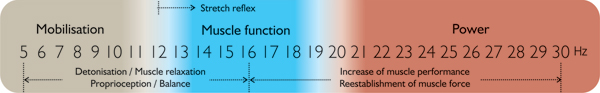 Stretch reflex
Mobilisation Muscle function Power
5 6 7 8 9 10 11 12 13 14 15 16 17 18 19 20 21 22 23 24 25 26 27 28 29 30 Hz
Detonisation / Muscle relaxation Increase of muscle performance
Proprioception / Balance Restablishment of muscle force